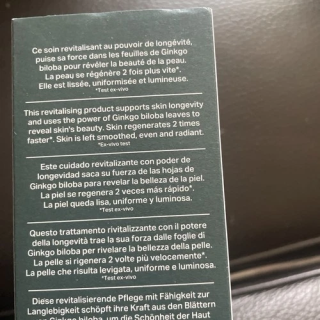 Ce soin revitalisant au pouvoir de longévité,
puise sa force dans les feuilles de Ginkgo
biloba pour révéler la beauté de la peau.
La peau se régénère 2 fois plus vite*.
Elle est lissée, uniformisée et lumineuse.
*Test ex-vivo
This revitalising product supports skin longevity
and uses the power of Ginkgo biloba leaves to
reveal skin's beauty. Skin regenerates 2 times
faster*. Skin is left smoothed, even and radiant.
*Ex-vivo test
Este cuidado revitalizante con poder de
longevidad saca su fuerza de las hojas de
Ginkgo biloba para revelar la belleza de la piel.
La piel se regenera 2 veces más rápido*.
La piel queda lisa, uniforme y luminosa.
*Test ex-vivo
Questo trattamento rivitalizzante con il potere
della longevità trae la sua forza dalle foglie di
Ginkgo biloba per rivelare la bellezza della pelle.
La pelle si rigenera 2 volte più velocemente*.
La pelle che risulta levigata, uniforme e luminosa.
*Test ex-vivo
Diese revitalisierende Pflege mit Fähigkeit zur
Langlebigkeit schöpft ihre Kraft aus den Blättern
Ginkgo biloba, um die Schönheit der Haut